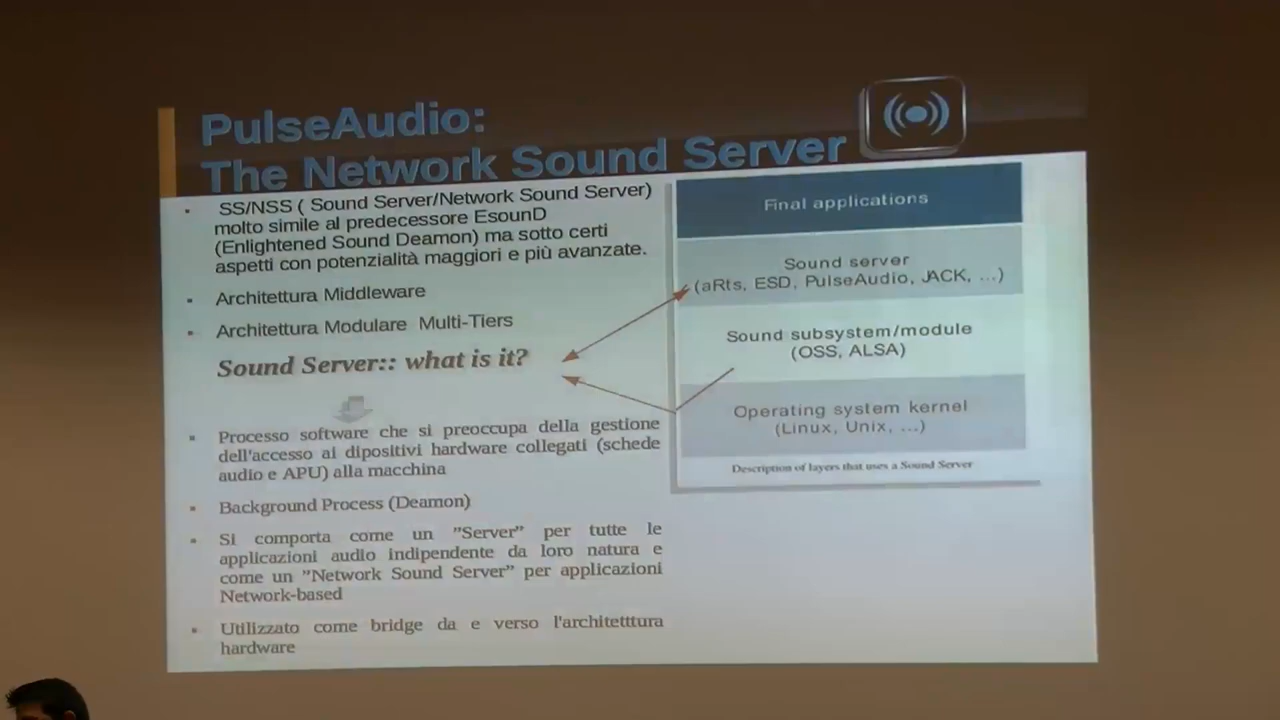 PulseAudio:
The Network Sound Server
SS/NSS ( Sound Server/Network Sound Server)
molto simile al predecessore EsounD
(Enlightened Sound Deamon) ma sotto certi
aspetti con potenzialità maggiori e più avanzate.
Architettura Middleware
Architettura Modulare Multi-Tiers
Sound Server:: what is it?
Processo software che si preoccupa della gestione
dell'accesso ai dipositivi hardware collegati (schede
audio e APU) alla macchina
Background Process (Deamon)
Si comporta come un ”Server” per tutte le
applicazioni audio indipendente da loro natura e
come un ”Network Sound Server” per applicazioni
Network-based
Utilizzato come bridge da e verso l'architetttura
hardware
Final applications
Sound server
(aRts, ESD, PulseAudio, JACK, ...)
Sound subsystem/module
(OSS, ALSA)
Operating system kernel
(Linux, Unix, ...)
Description of layers that uses a Sound Server